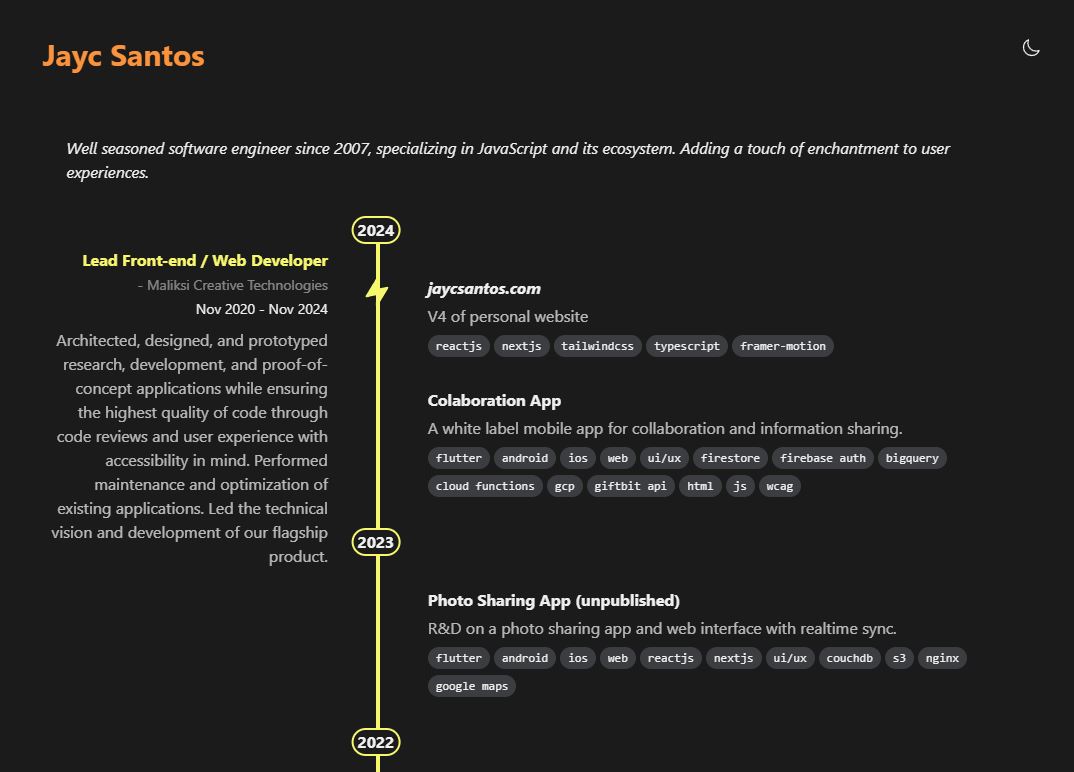 Jayc Santos
Well seasoned software engineer since 2007, specializing in JavaScript and its ecosystem. Adding a touch of enchantment to user
experiences.
2024
Lead Front-end / Web Developer
- Maliksi Creative Technologies
Nov 2020 - Nov 2024
Architected, designed, and prototyped
research, development, and proof-of-
concept applications while ensuring
the highest quality of code through
code reviews and user experience with
accessibility in mind. Performed
maintenance and optimization of
existing applications. Led the technical
vision and development of our flagship
product.
jaycsantos.com
V4 of personal website
reactjs nextjs tailwindcss typescript framer-motion
Colaboration App
A white label mobile app for collaboration and information sharing.
flutter android ios web ui/ux firestore firebase auth bigquery
cloud functions gcp giftbit api html js wcag
2023
Photo Sharing App (unpublished)
R&D on a photo sharing app and web interface with realtime sync.
flutter android ios web reactjs nextjs ui/ux couchdb s3 nginx
google maps
2022